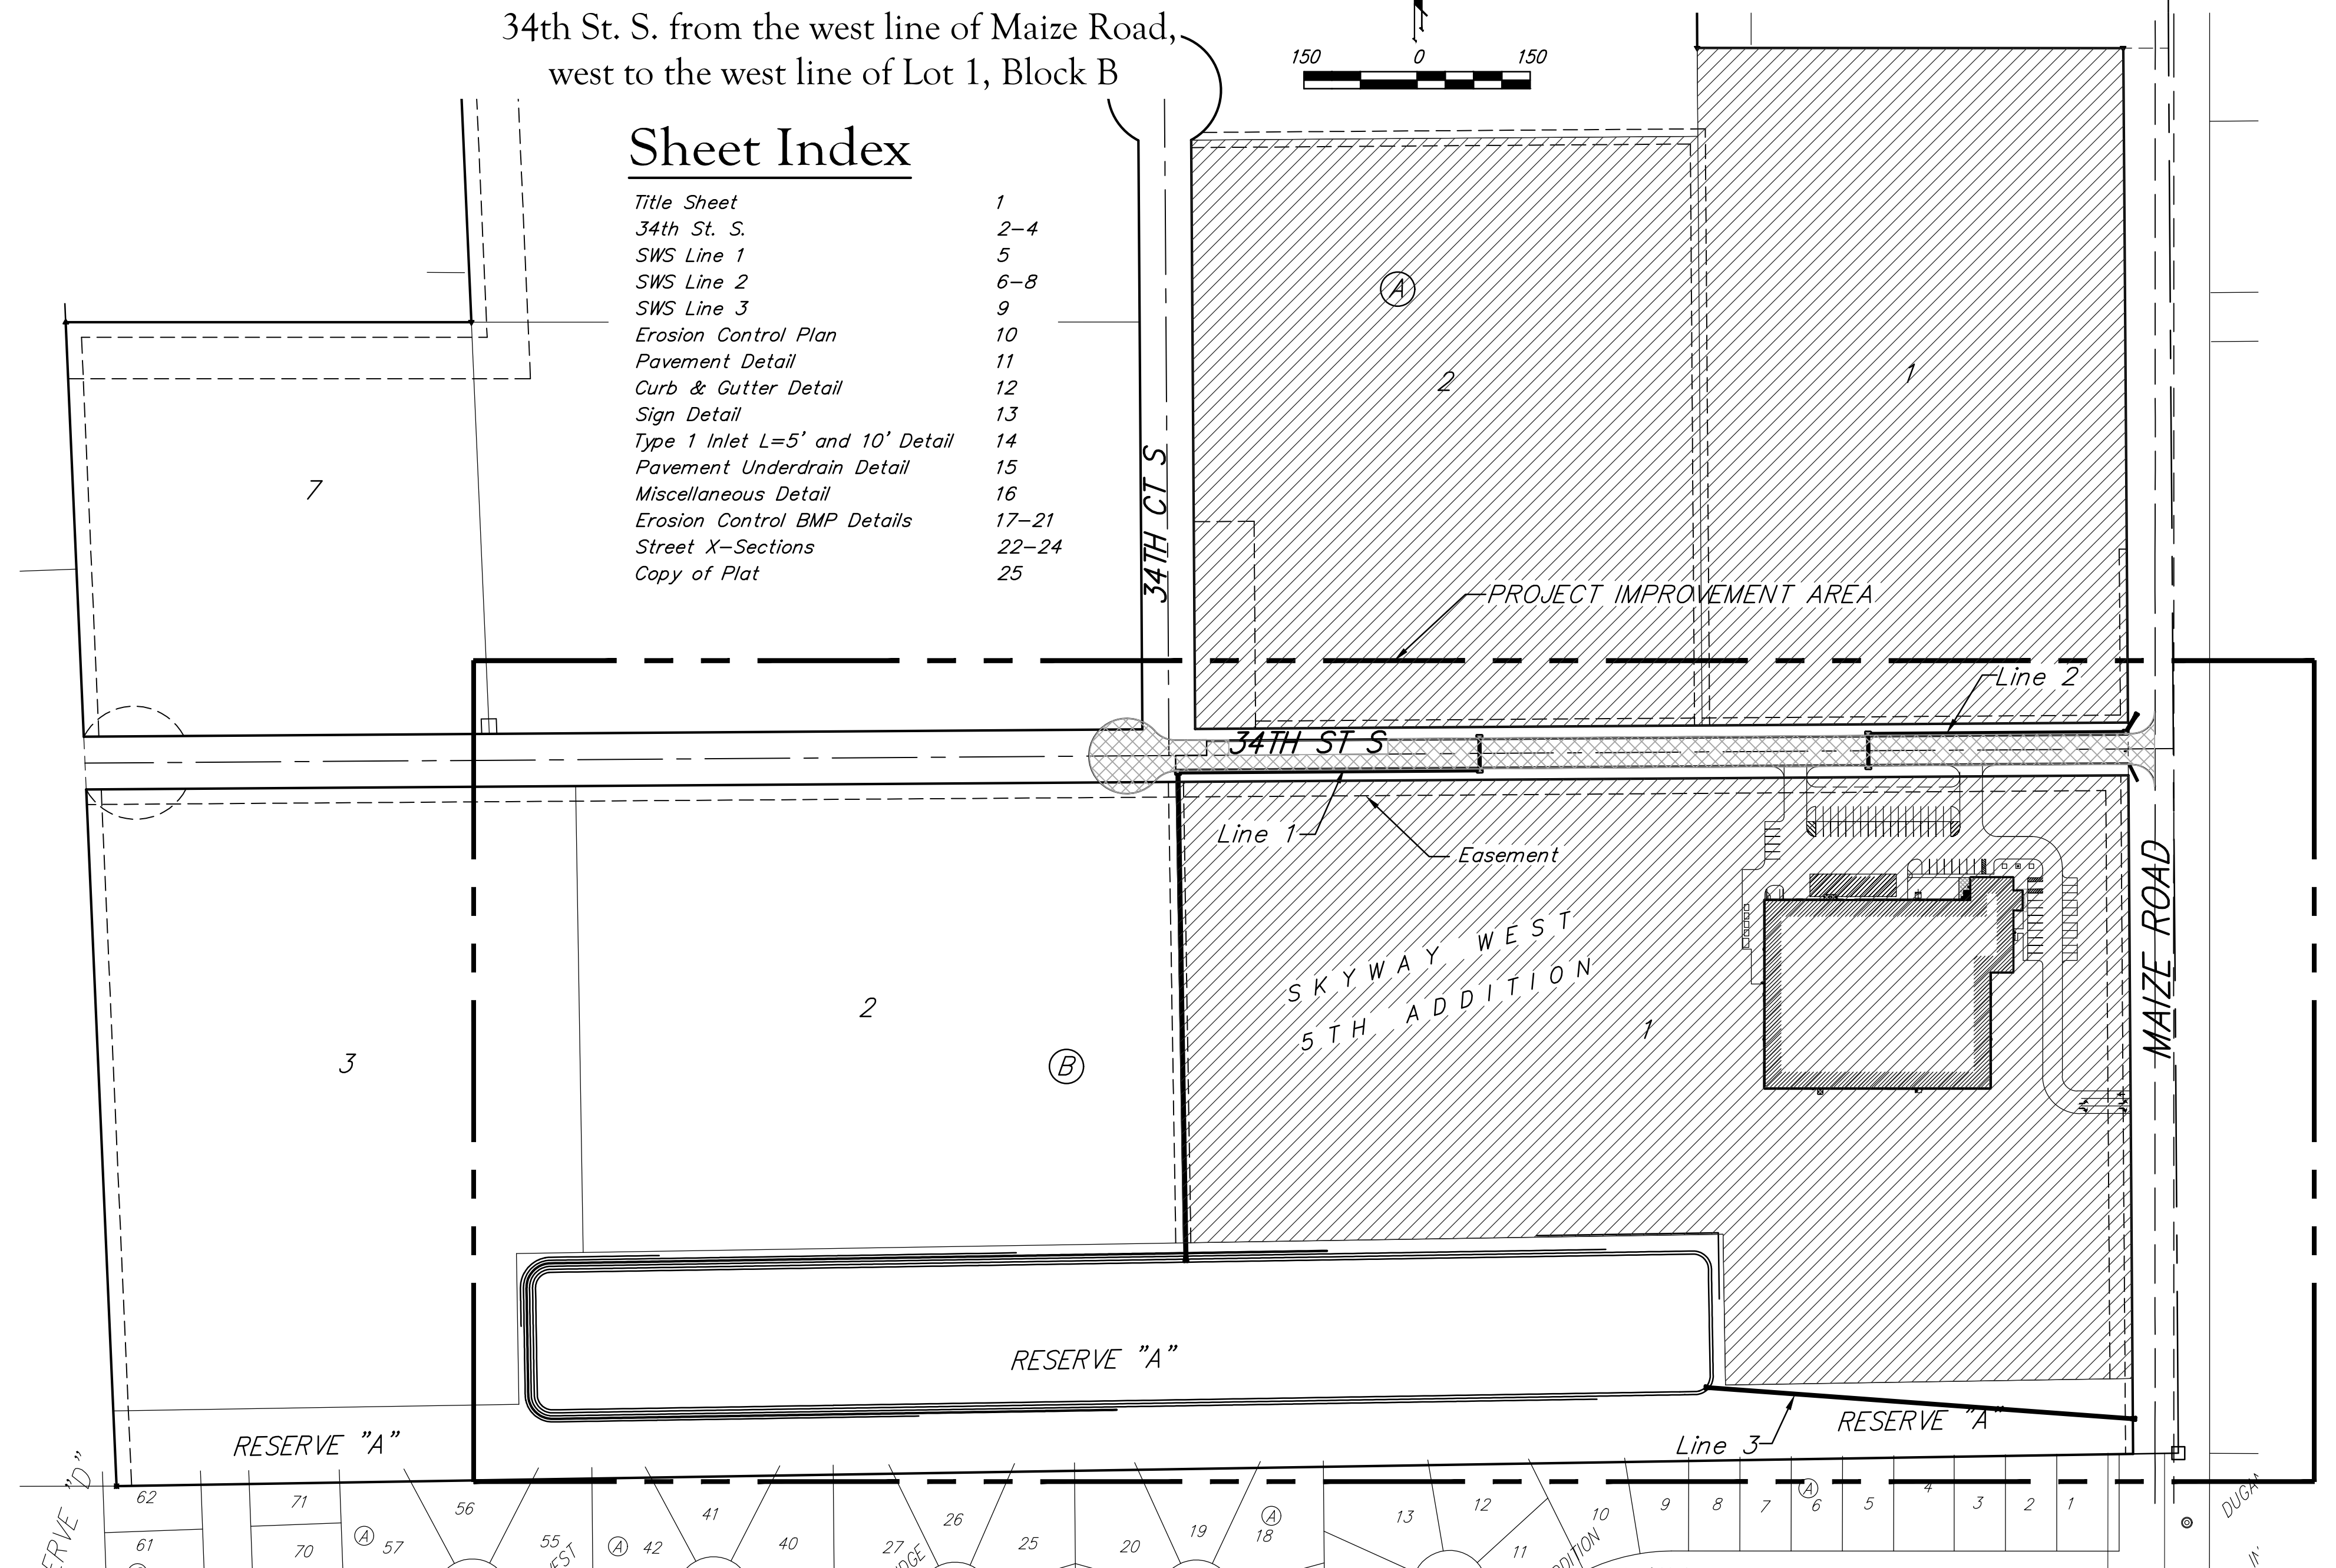 34th St. S. from the west line of Maize Road,
west to the west line of Lot 1, Block B
150 0 150
Sheet Index
Title Sheet 1
34th St. S. 2-4
SWS Line 1 5
SWS Line 2 6-8
SWS Line 3 9
Erosion Control Plan 10
Pavement Detail 11
Curb & Gutter Detail 12
Sign Detail 13
Type 1 Inlet L=5' and 10' Detail 14
Pavement Underdrain Detail 15
Miscellaneous Detail 16
Erosion Control BMP Details 17-21
Street X-Sections 22-24
Copy of Plat 25
A
2
1
7
34TH CT S
PROJECT IMPROVEMENT AREA
Line 2
34TH ST S
Line 1
Easement
MAIZE ROAD
SKYWAY WEST
5TH ADDITION
2
1
3
B
RESERVE "A"
RESERVE "A"
RESERVE "A"
Line 3
RESERVE "D"
62
71
56
41
26
13
12
10
9
8
7
A
6
5
4
3
2
1
61
70
A
57
55
A
42
40
27
25
20
19
A
18
11